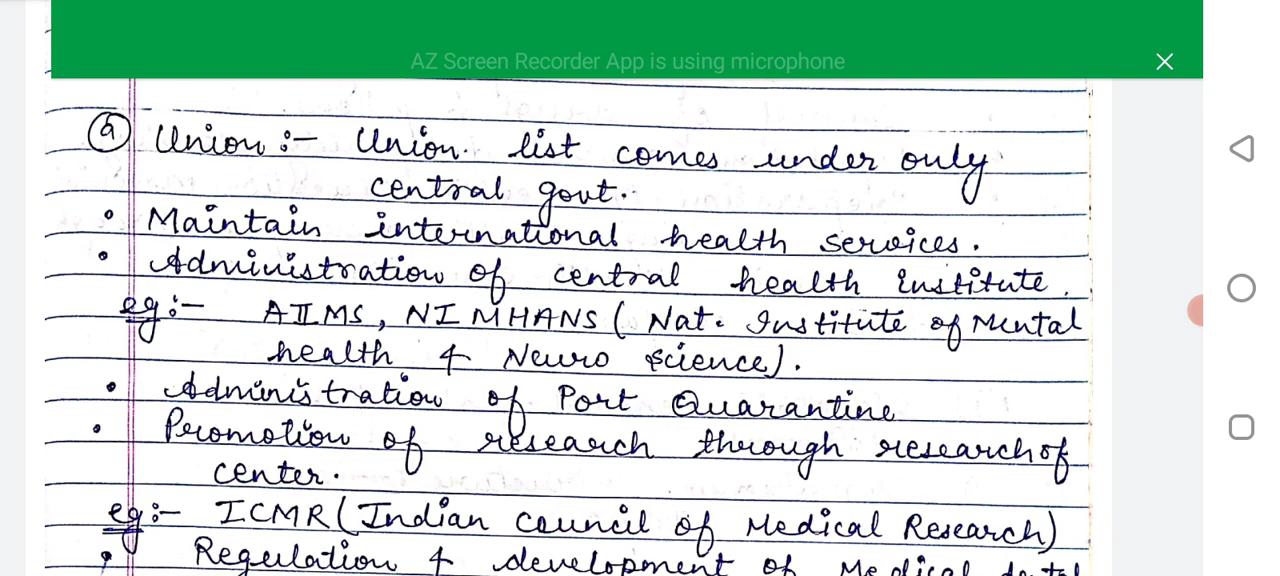 AZ Screen Recorder App is using microphone
(a) Union :- Union list comes under only
central govt.
• Maintain international health services.
• Administration of central health institute.
eg :- AIIMS, NIMHANS ( Nat. Institute of Mental
health & Neuro science).
• Administration of Port Quarantine
• Promotion of research through research of
center.
eg :- ICMR (Indian council of Medical Research)
• Regulation & development of Medical dental